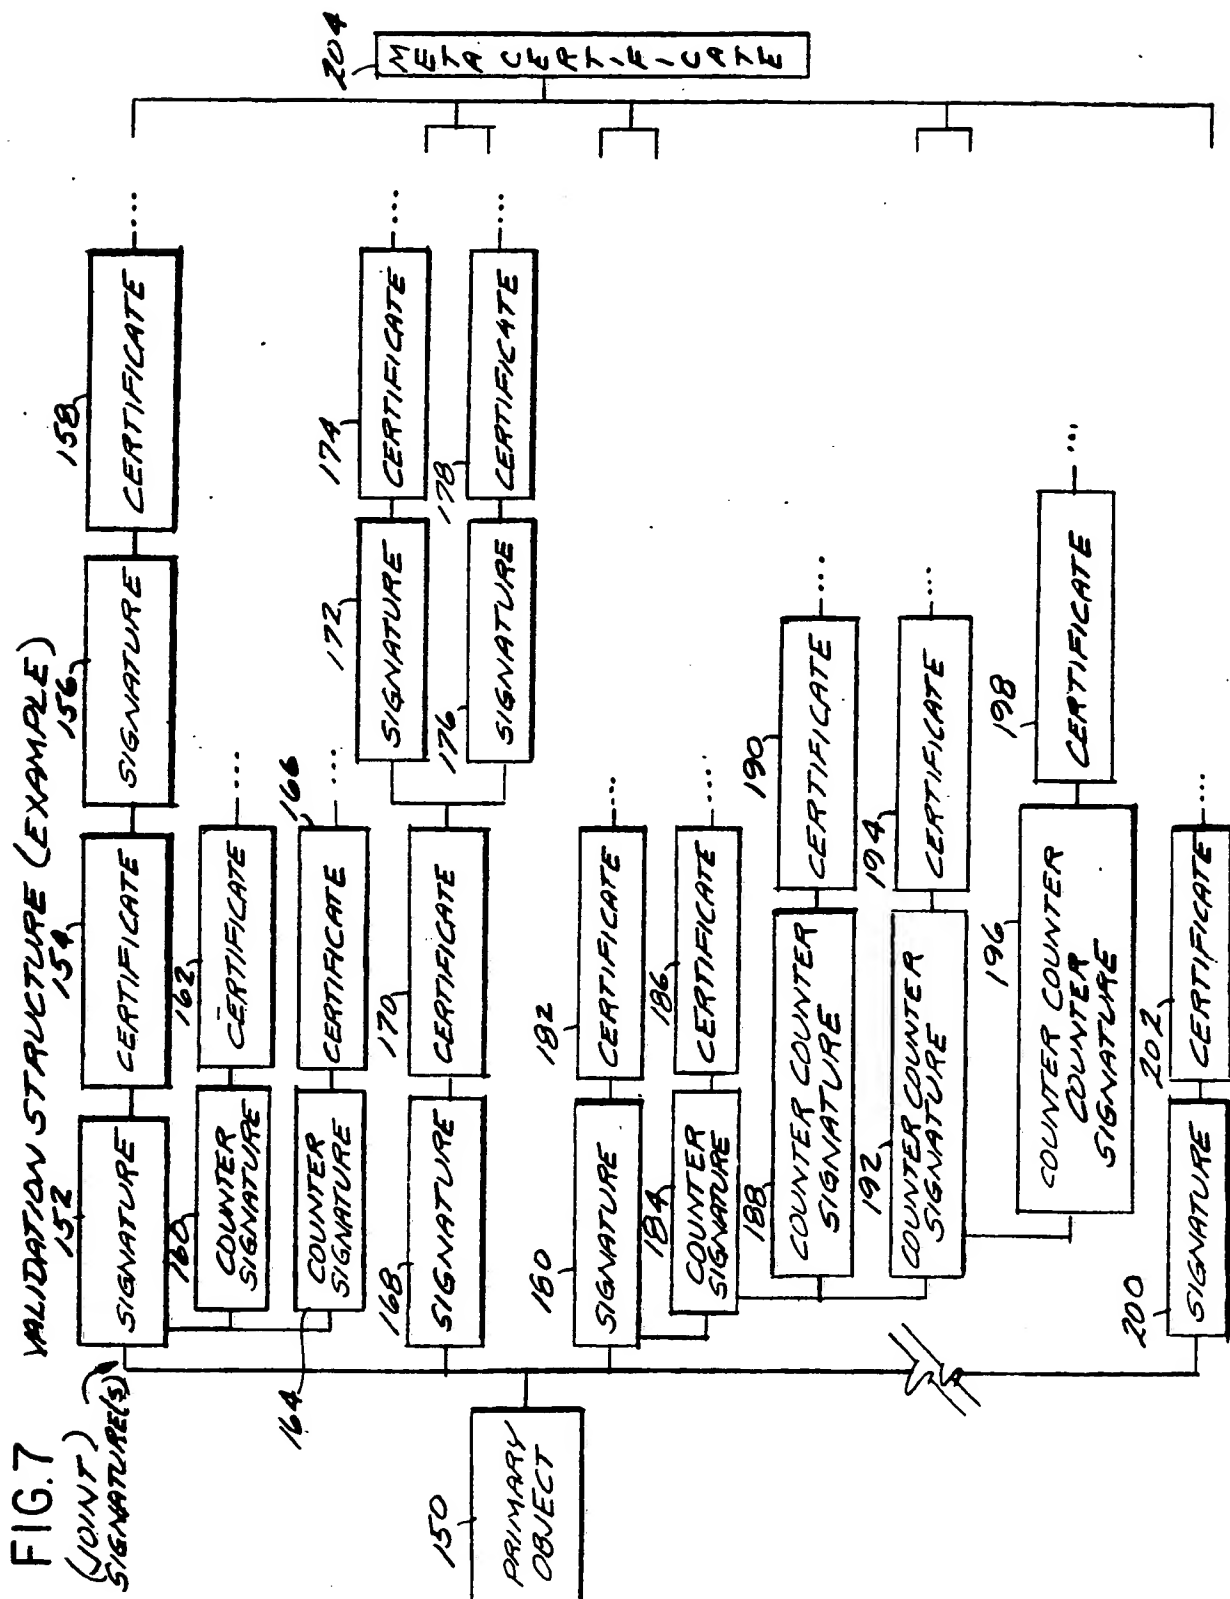 FIG.7
VALIDATION STRUCTURE (EXAMPLE)
(JOINT)
SIGNATURE(S)
150
PRIMARY
OBJECT
152
SIGNATURE
154
CERTIFICATE
156
SIGNATURE
158
CERTIFICATE
....
160
COUNTER
SIGNATURE
162
CERTIFICATE
....
164
COUNTER
SIGNATURE
166
CERTIFICATE
....
168
SIGNATURE
170
CERTIFICATE
172
SIGNATURE
174
CERTIFICATE
....
176
SIGNATURE
178
CERTIFICATE
....
180
SIGNATURE
182
CERTIFICATE
....
184
COUNTER
SIGNATURE
186
CERTIFICATE
....
188
COUNTER COUNTER
SIGNATURE
190
CERTIFICATE
....
192
COUNTER COUNTER
SIGNATURE
194
CERTIFICATE
....
196
COUNTER COUNTER
COUNTER
SIGNATURE
198
CERTIFICATE
....
200
SIGNATURE
202
CERTIFICATE
....
204
META CERTIFICATE